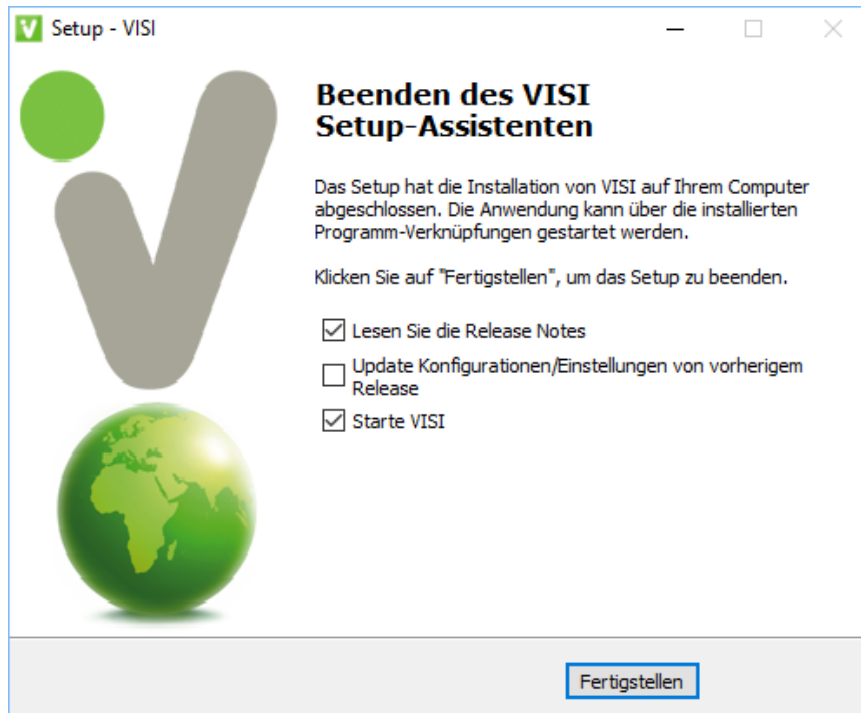 Setup - VISI
Beenden des VISI
Setup-Assistenten
Das Setup hat die Installation von VISI auf Ihrem Computer
abgeschlossen. Die Anwendung kann über die installierten
Programm-Verknüpfungen gestartet werden.
Klicken Sie auf "Fertigstellen", um das Setup zu beenden.
Lesen Sie die Release Notes
Update Konfigurationen/Einstellungen von vorherigem
Release
Starte VISI
Fertigstellen